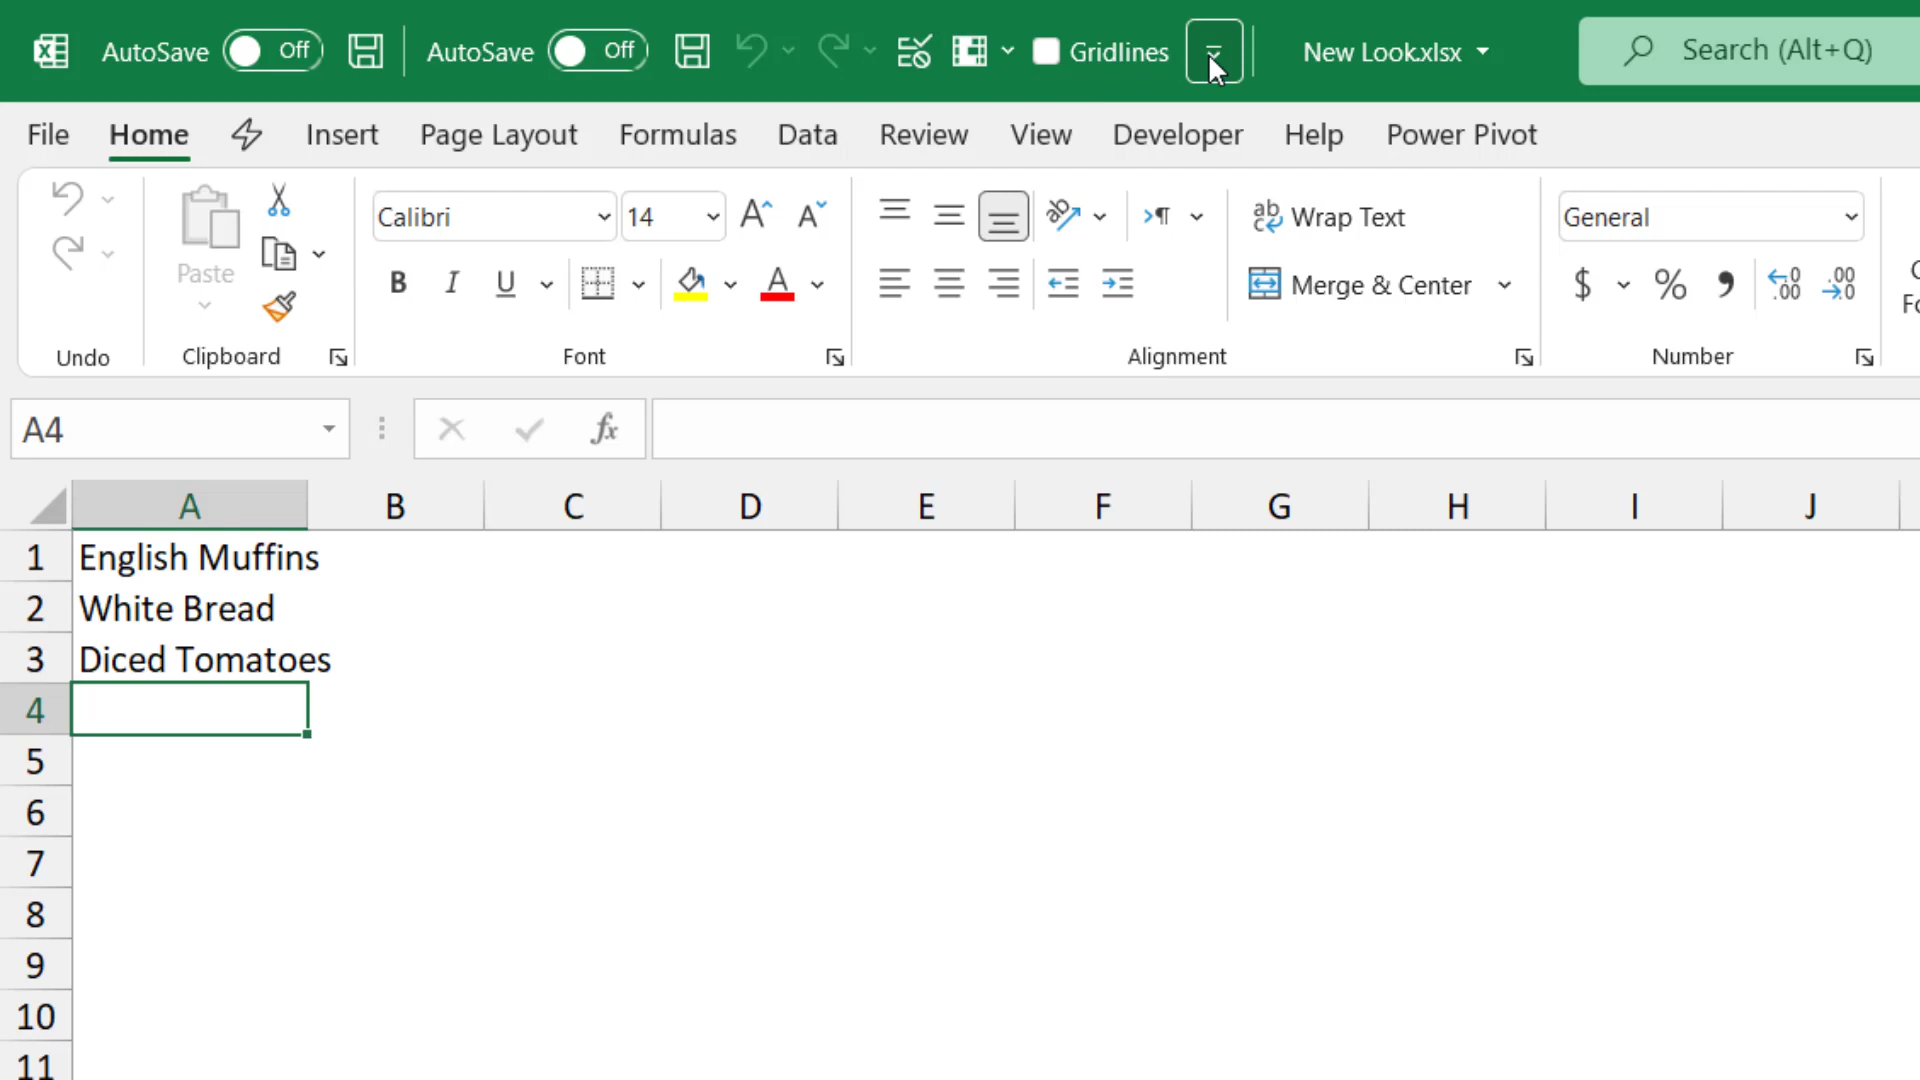 AutoSave Off AutoSave Off Gridlines New Look.xlsx Search (Alt+Q)
File Home Insert Page Layout Formulas Data Review View Developer Help Power Pivot
Calibri 14 Wrap Text General
Paste B I U A Merge & Center $ % 
Undo Clipboard Font Alignment Number
A4 fx
A B C D E F G H I J
1 English Muffins
2 White Bread
3 Diced Tomatoes
4
5
6
7
8
9
10
11